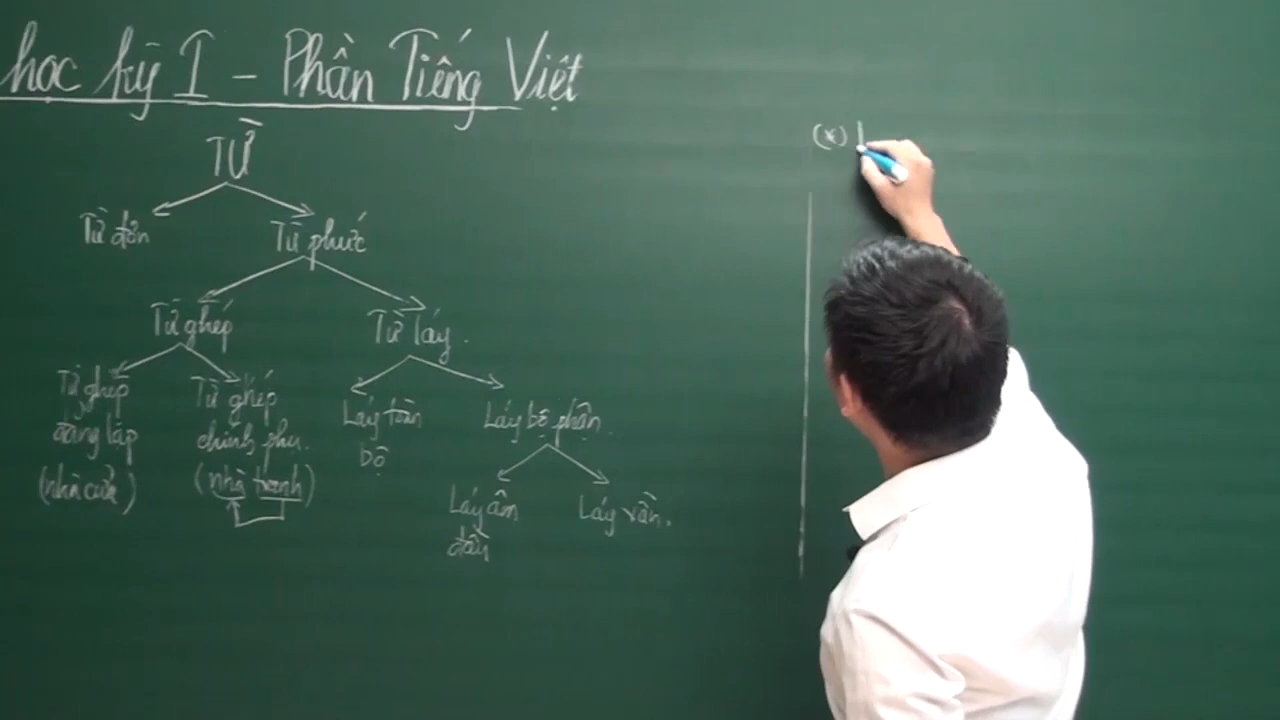 học kỳ I - Phần Tiếng Việt
TỪ
Từ đơn
Từ phức
Từ ghép
Từ láy.
Từ ghép
đẳng lập
(nhà cửa)
Từ ghép
chính phụ.
(nhà tranh)
Láy toàn
bộ
Láy bộ phận.
Láy âm
đầu
Láy vần.
(*)